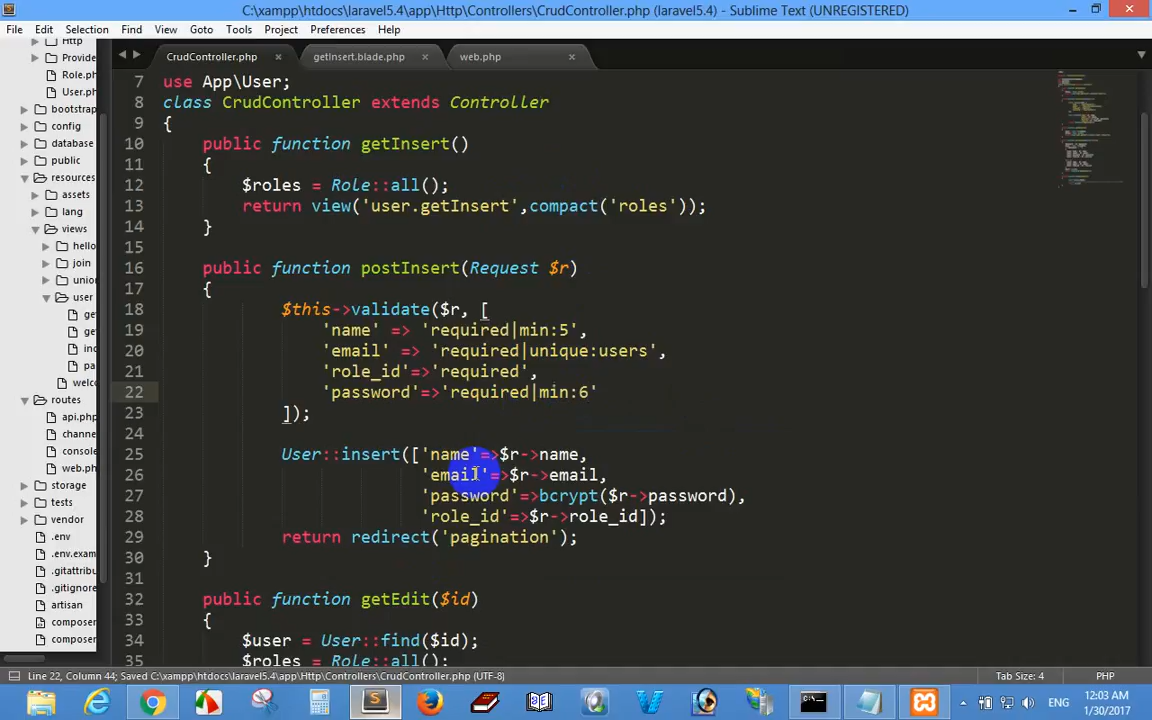 C:\xampp\htdocs\laravel5.4\app\Http\Controllers\CrudController.php (laravel5.4) - Sublime Text (UNREGISTERED)
File Edit Selection Find View Goto Tools Project Preferences Help
CrudController.php getInsert.blade.php web.php
Http
Provide
Role.ph
User.ph
bootstrap
config
database
public
resources
assets
lang
views
hello
join
union
user
ge
ge
ind
pa
welco
routes
api.php
channe
console
web.ph
storage
tests
vendor
.env
.env.exam
.gitattribu
.gitignore
artisan
compose
compose
7 use App\User;
8 class CrudController extends Controller
9 {
10 public function getInsert()
11 {
12 $roles = Role::all();
13 return view('user.getInsert',compact('roles'));
14 }
15
16 public function postInsert(Request $r)
17 {
18 $this->validate($r, [
19 'name' => 'required|min:5',
20 'email' => 'required|unique:users',
21 'role_id'=>'required',
22 'password'=>'required|min:6'
23 ]);
24
25 User::insert(['name'=>$r->name,
26 'email'=>$r->email,
27 'password'=>bcrypt($r->password),
28 'role_id'=>$r->role_id]);
29 return redirect('pagination');
30 }
31
32 public function getEdit($id)
33 {
34 $user = User::find($id);
35 $roles = Role::all();
Line 22, Column 44; Saved C:\xampp\htdocs\laravel5.4\app\Http\Controllers\CrudController.php (UTF-8) Tab Size: 4 PHP
ENG 12:03 AM
1/30/2017